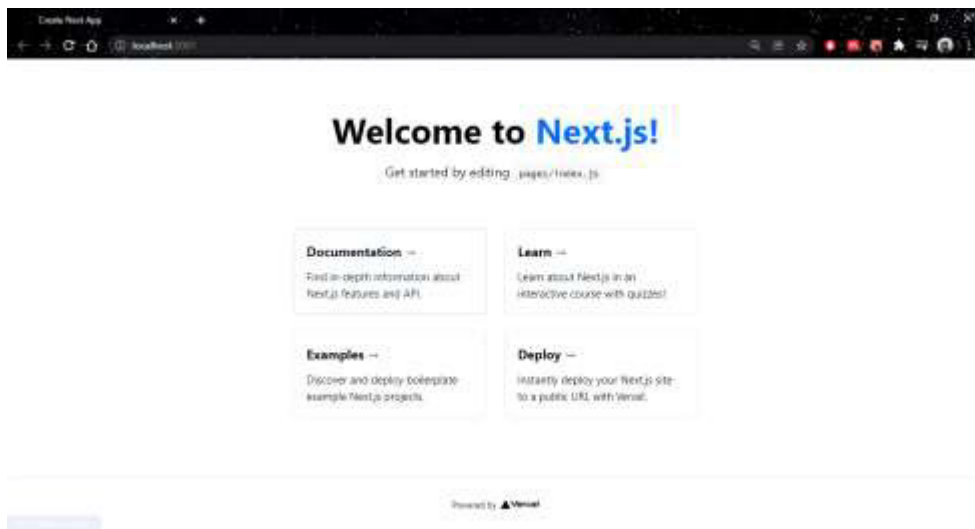 Create Next App
localhost
Welcome to Next.js!
Get started by editing pages/index.js
Documentation →
Find in-depth information about
Next.js features and API.
Learn →
Learn about Next.js in an
interactive course with quizzes!
Examples →
Discover and deploy boilerplate
example Next.js projects.
Deploy →
Instantly deploy your Next.js site
to a public URL with Vercel.
Powered by ▲Vercel